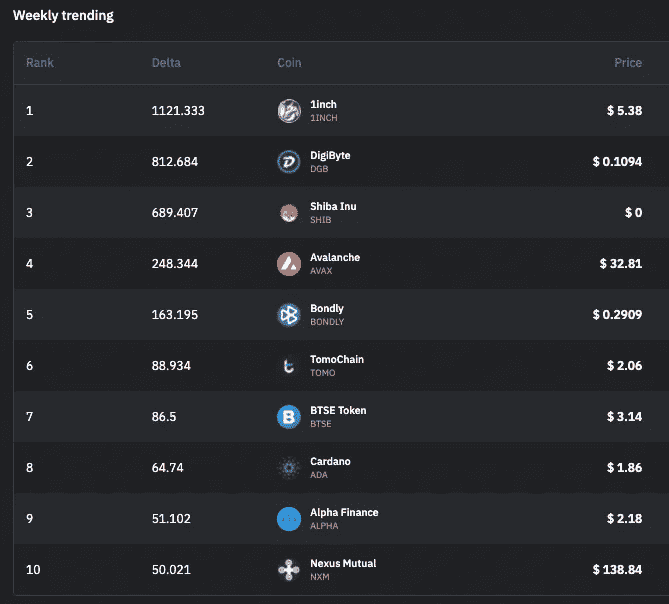 Weekly trending
Rank Delta Coin Price
1 1121.333 1inch $ 5.38
1INCH
2 812.684 DigiByte $ 0.1094
DGB
3 689.407 Shiba Inu $ 0
SHIB
4 248.344 Avalanche $ 32.81
AVAX
5 163.195 Bondly $ 0.2909
BONDLY
6 88.934 TomoChain $ 2.06
TOMO
7 86.5 BTSE Token $ 3.14
BTSE
8 64.74 Cardano $ 1.86
ADA
9 51.102 Alpha Finance $ 2.18
ALPHA
10 50.021 Nexus Mutual $ 138.84
NXM